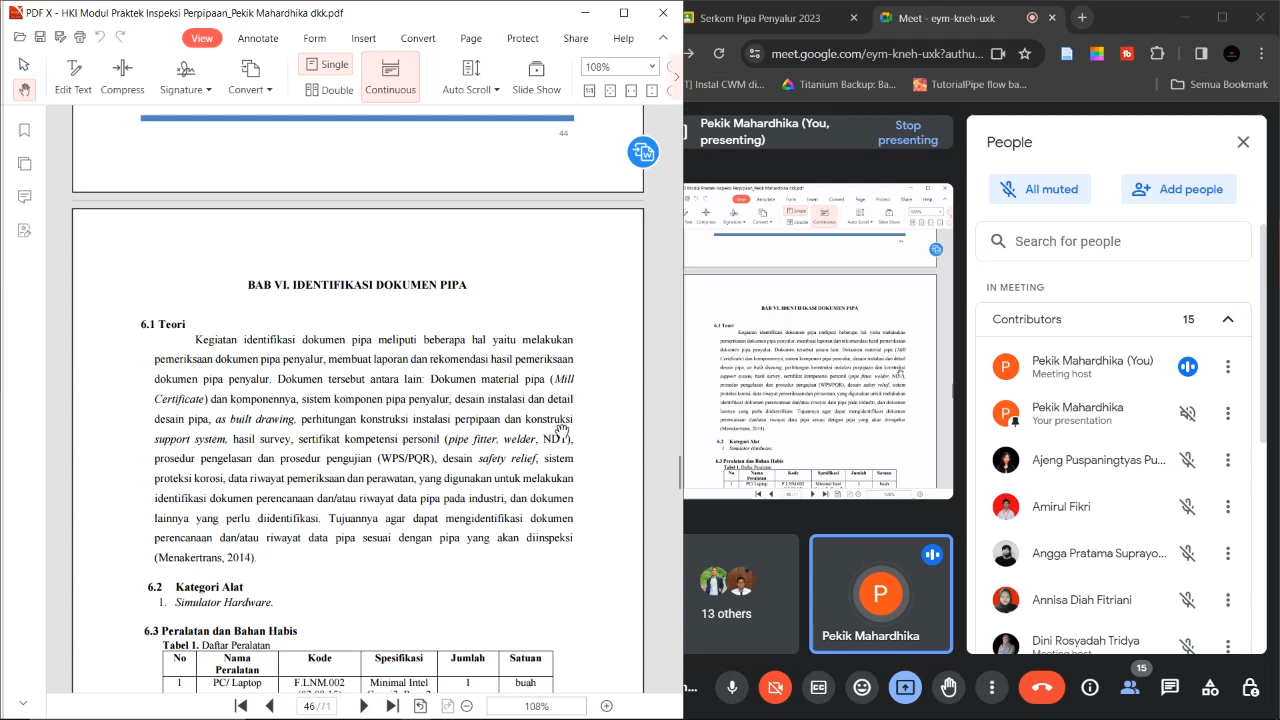 PDF X - HKI Modul Praktek Inspeksi Perpipaan_Pekik Mahardhika dkk.pdf
View Annotate Form Insert Convert Page Protect Share Help
Edit Text Compress Signature Convert Single Double Continuous Auto Scroll Slide Show 108%
44
BAB VI. IDENTIFIKASI DOKUMEN PIPA
6.1 Teori
Kegiatan identifikasi dokumen pipa meliputi beberapa hal yaitu melakukan
pemeriksaan dokumen pipa penyalur, membuat laporan dan rekomendasi hasil pemeriksaan
dokumen pipa penyalur. Dokumen tersebut antara lain: Dokumen material pipa (Mill
Certificate) dan komponennya, sistem komponen pipa penyalur, desain instalasi dan detail
desain pipa, as built drawing, perhitungan konstruksi instalasi perpipaan dan konstruksi
support system, hasil survey, sertifikat kompetensi personil (pipe fitter, welder, NDT),
prosedur pengelasan dan prosedur pengujian (WPS/PQR), desain safety relief, sistem
proteksi korosi, data riwayat pemeriksaan dan perawatan, yang digunakan untuk melakukan
identifikasi dokumen perencanaan dan/atau riwayat data pipa pada industri, dan dokumen
lainnya yang perlu diidentifikasi. Tujuannya agar dapat mengidentifikasi dokumen
perencanaan dan/atau riwayat data pipa sesuai dengan pipa yang akan diinspeksi
(Menakertrans, 2014).
6.2 Kategori Alat
1. Simulator Hardware.
6.3 Peralatan dan Bahan Habis
Tabel 1. Daftar Peralatan
No Nama Peralatan Kode Spesifikasi Jumlah Satuan
1 PC/ Laptop F.LNM.002 Minimal Intel 1 buah
46 /71
108%
Serkom Pipa Penyalur 2023
Meet - eym-kneh-uxk
meet.google.com/eym-kneh-uxk?authu...
T] Instal CWM di... Titanium Backup: Ba... TutorialPipe flow ba... Semua Bookmark
Pekik Mahardhika (You,
presenting)
Stop
presenting
13 others
Pekik Mahardhika
People
All muted
Add people
Search for people
IN MEETING
Contributors 15
Pekik Mahardhika (You)
Meeting host
Pekik Mahardhika
Your presentation
Ajeng Puspaningtyas Pu...
Amirul Fikri
Angga Pratama Suprayo...
Annisa Diah Fitriani
Dini Rosyadah Tridya
15